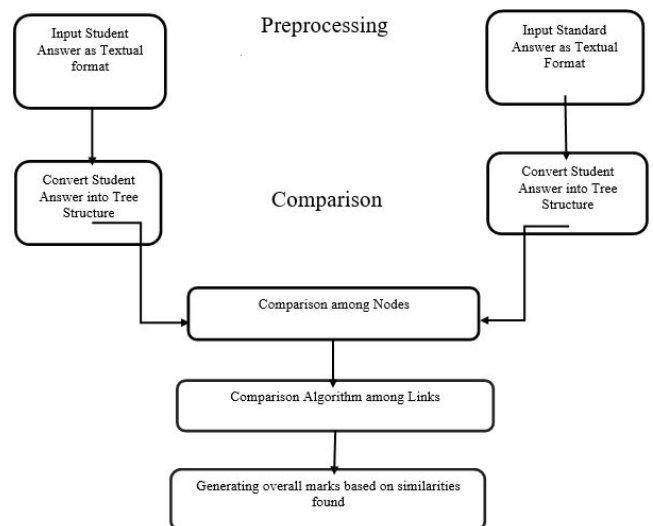 Preprocessing
Input Student
Answer as Textual
format
Input Standard
Answer as Textual
Format
Convert Student
Answer into Tree
Structure
Comparison
Convert Student
Answer into Tree
Structure
Comparison among Nodes
Comparison Algorithm among Links
Generating overall marks based on similarities
found